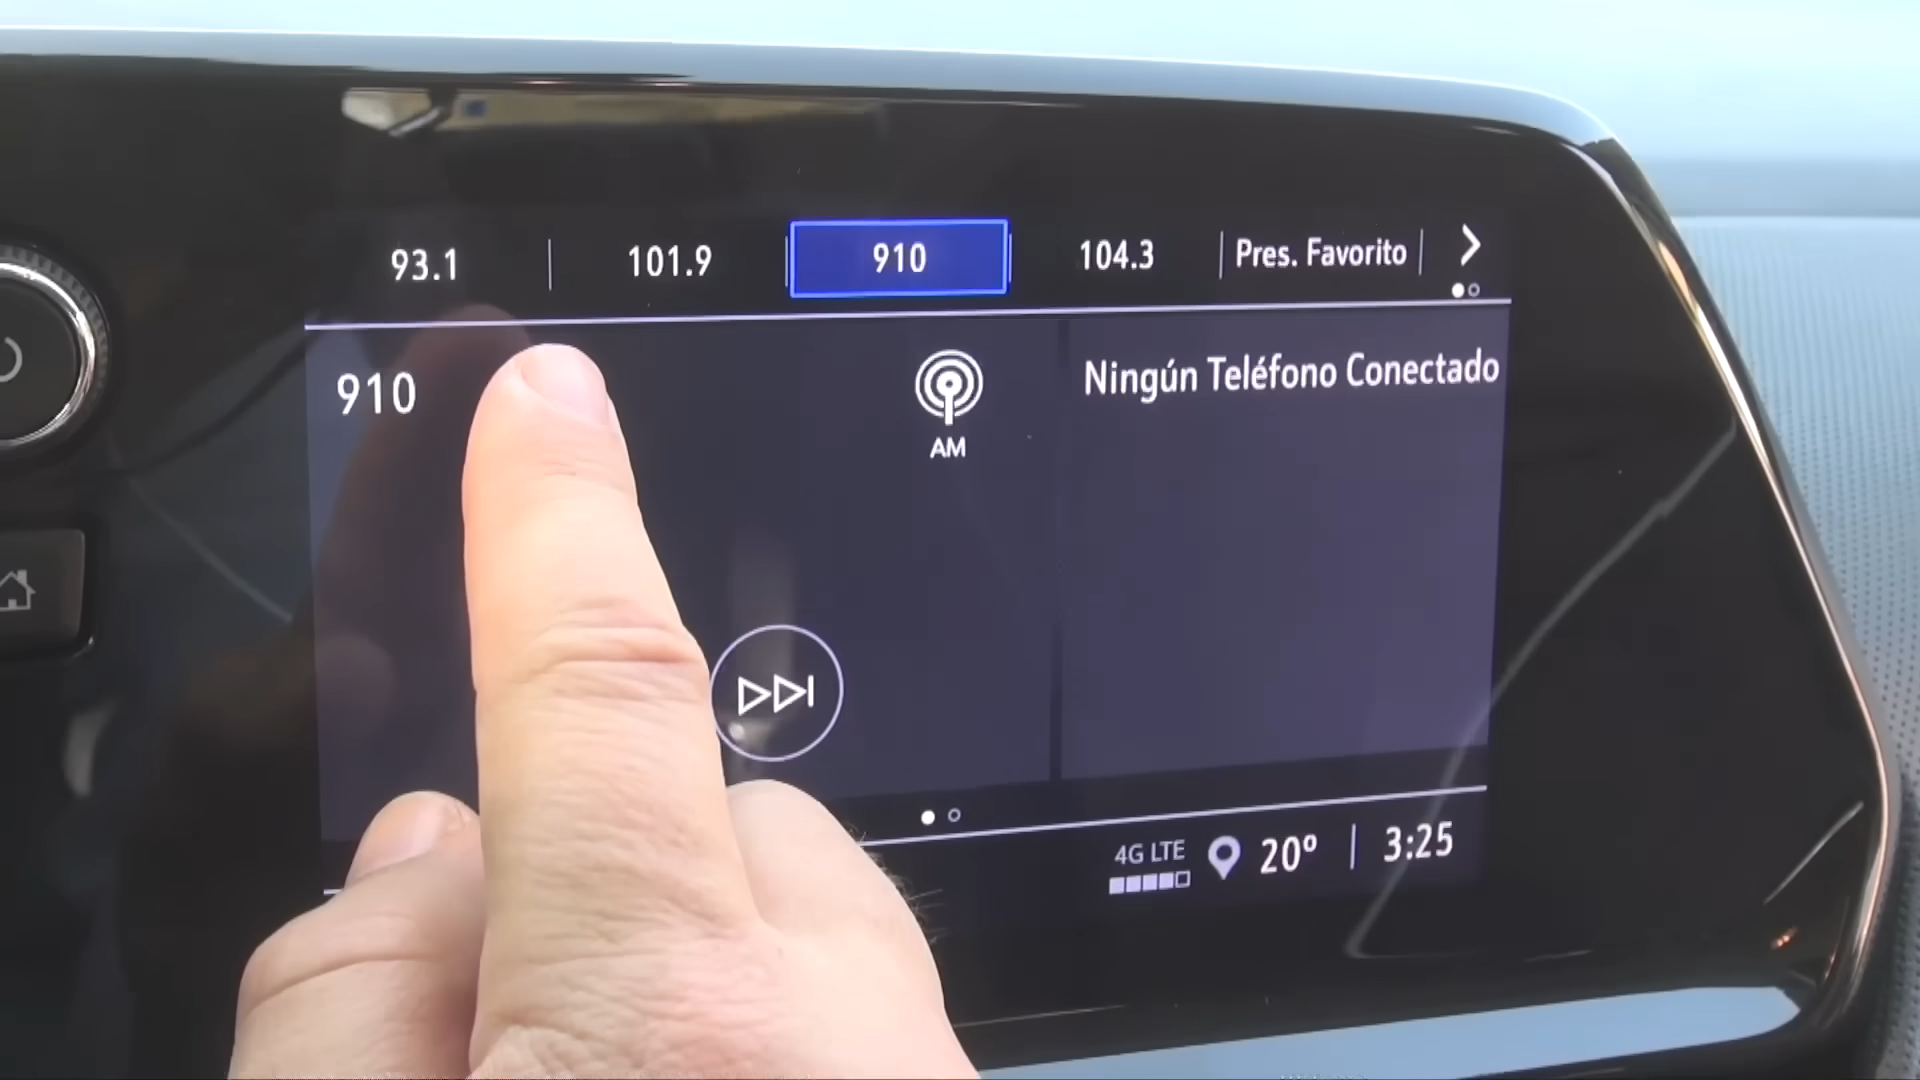 93.1
101.9
910
104.3
Pres. Favorito
910
AM
Ningún Teléfono Conectado
4G LTE
20°
3:25